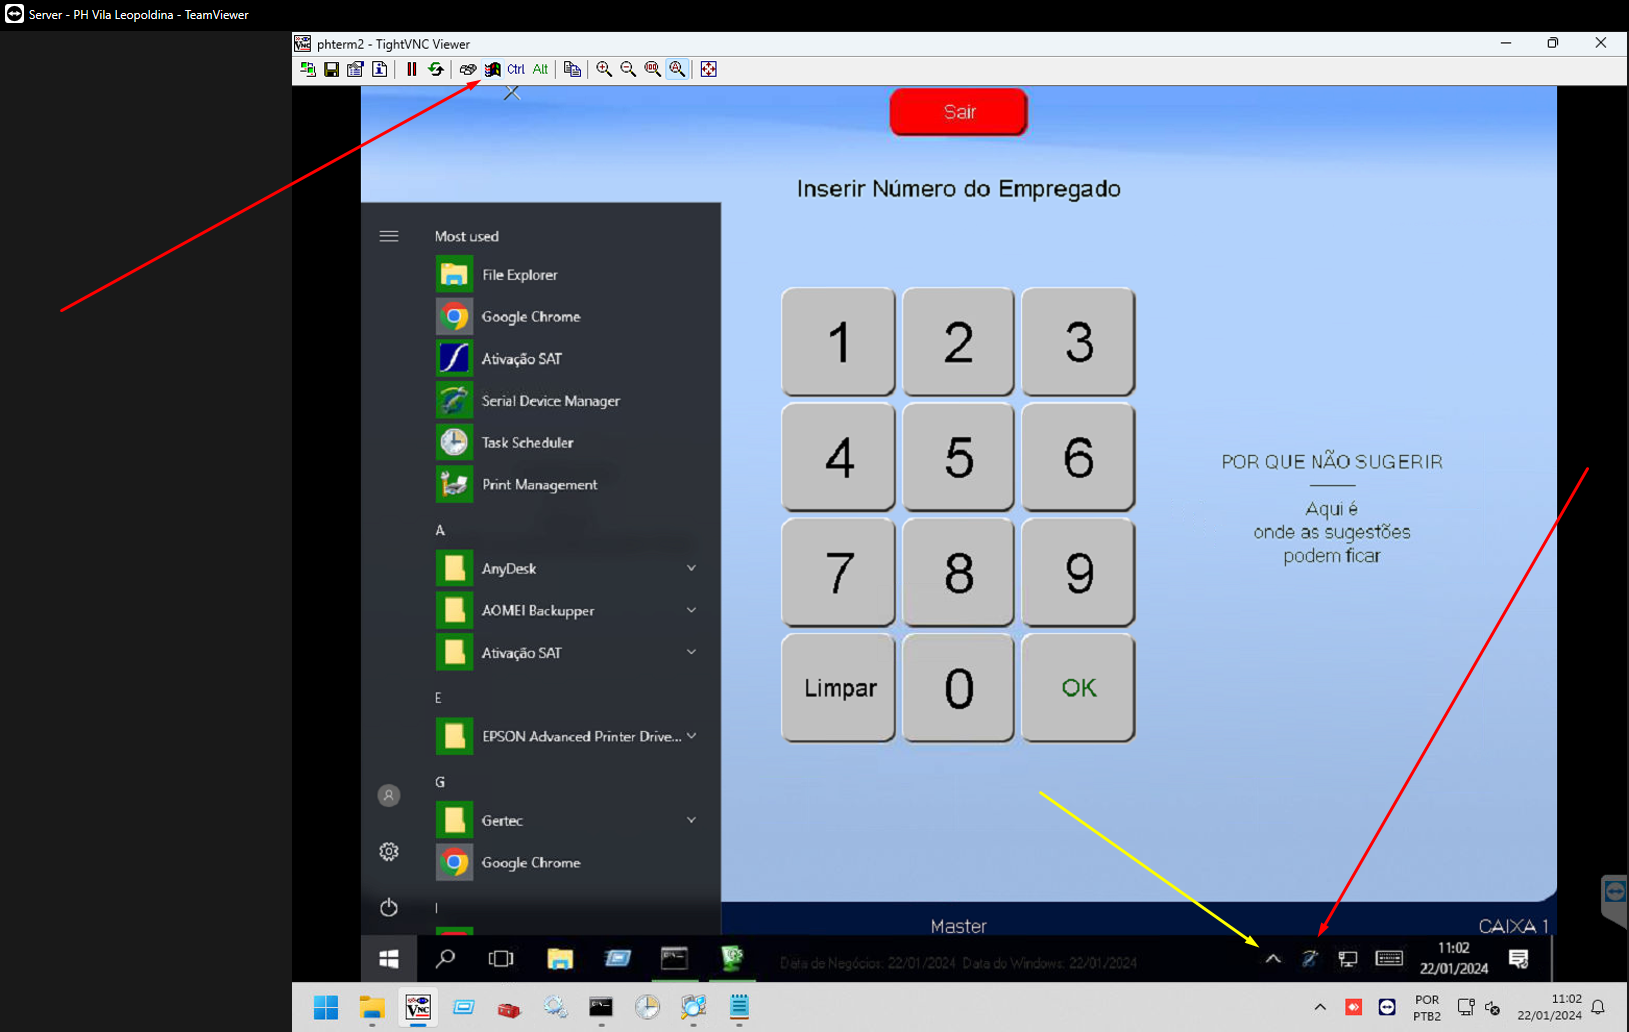 Server - PH Vila Leopoldina - TeamViewer
phterm2 - TightVNC Viewer
Ctrl Alt
Sair
Inserir Número do Empregado
Most used
File Explorer
Google Chrome
Ativação SAT
Serial Device Manager
Task Scheduler
Print Management
A
AnyDesk
AOMEI Backupper
Ativação SAT
E
EPSON Advanced Printer Drive...
G
Gertec
Google Chrome
I
1 2 3
4 5 6
7 8 9
Limpar 0 OK
POR QUE NÃO SUGERIR
Aqui é
onde as sugestões
podem ficar
Master
CAIXA 1
Data de Negócios: 22/01/2024 Data do Windows: 22/01/2024
11:02
22/01/2024
POR
PTB2
11:02
22/01/2024